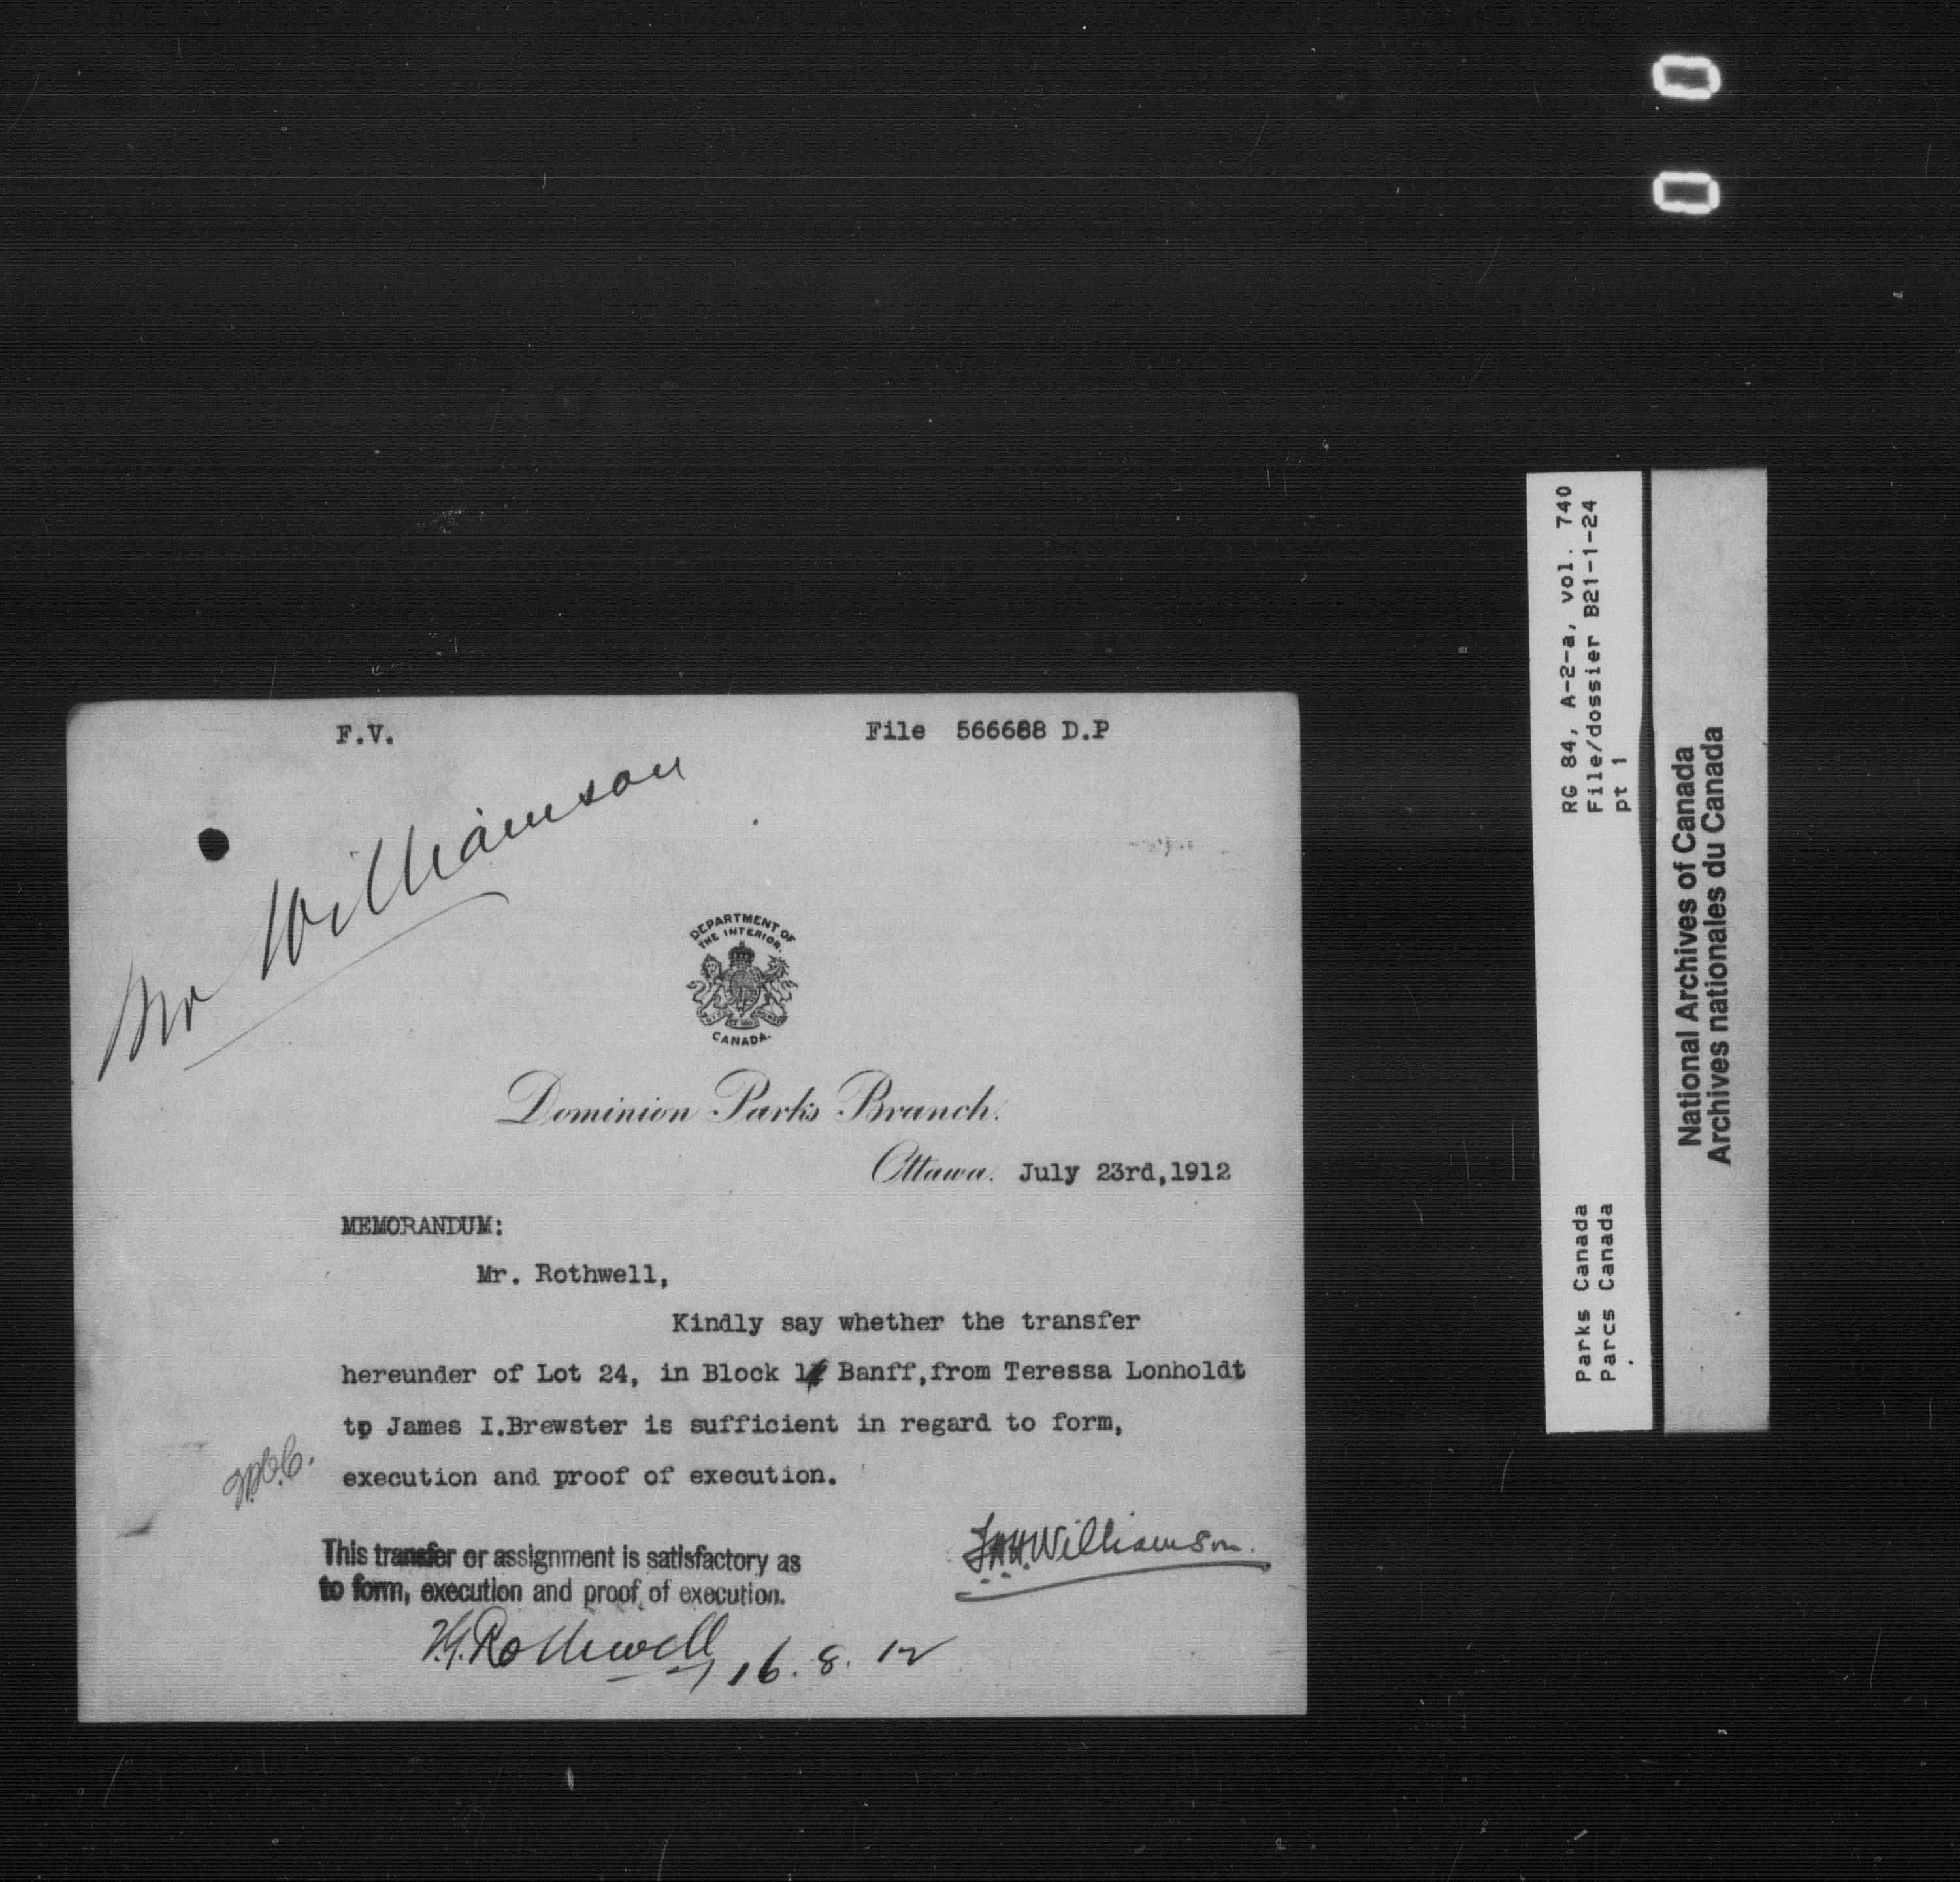 F.V.
File 566688 D.P
Mr Williamson
DEPARTMENT OF
THE INTERIOR.
CANADA.
Dominion Parks Branch.
Ottawa. July 23rd,1912
MEMORANDUM:
Mr. Rothwell,
Kindly say whether the transfer
hereunder of Lot 24, in Block 1 Banff,from Teressa Lonholdt
to James I.Brewster is sufficient in regard to form,
execution and proof of execution.
F.H.H. Williamson.
This transfer or assignment is satisfactory as
to form, execution and proof of execution.
T.G. Rothwell
16.8.12
RG 84, A-2-a, vol. 740
File/dossier B21-1-24
pt 1
Parks Canada
Parcs Canada
National Archives of Canada
Archives nationales du Canada